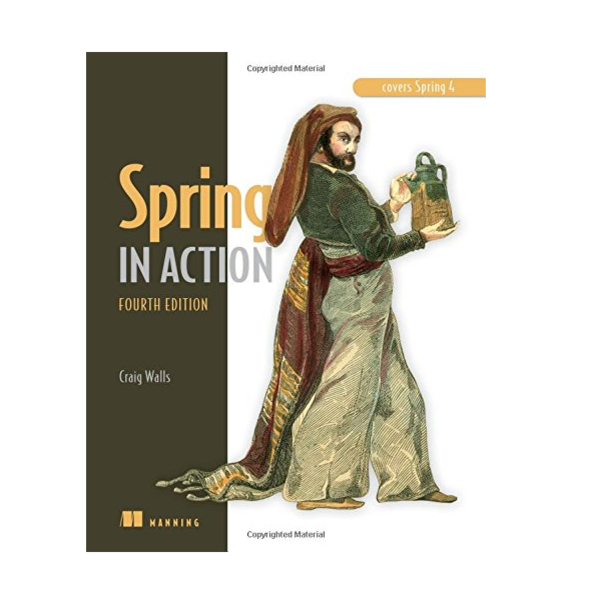 Copyrighted Material
covers Spring 4
Spring
IN ACTION
FOURTH EDITION
Craig Walls
MANNING
Copyrighted Material